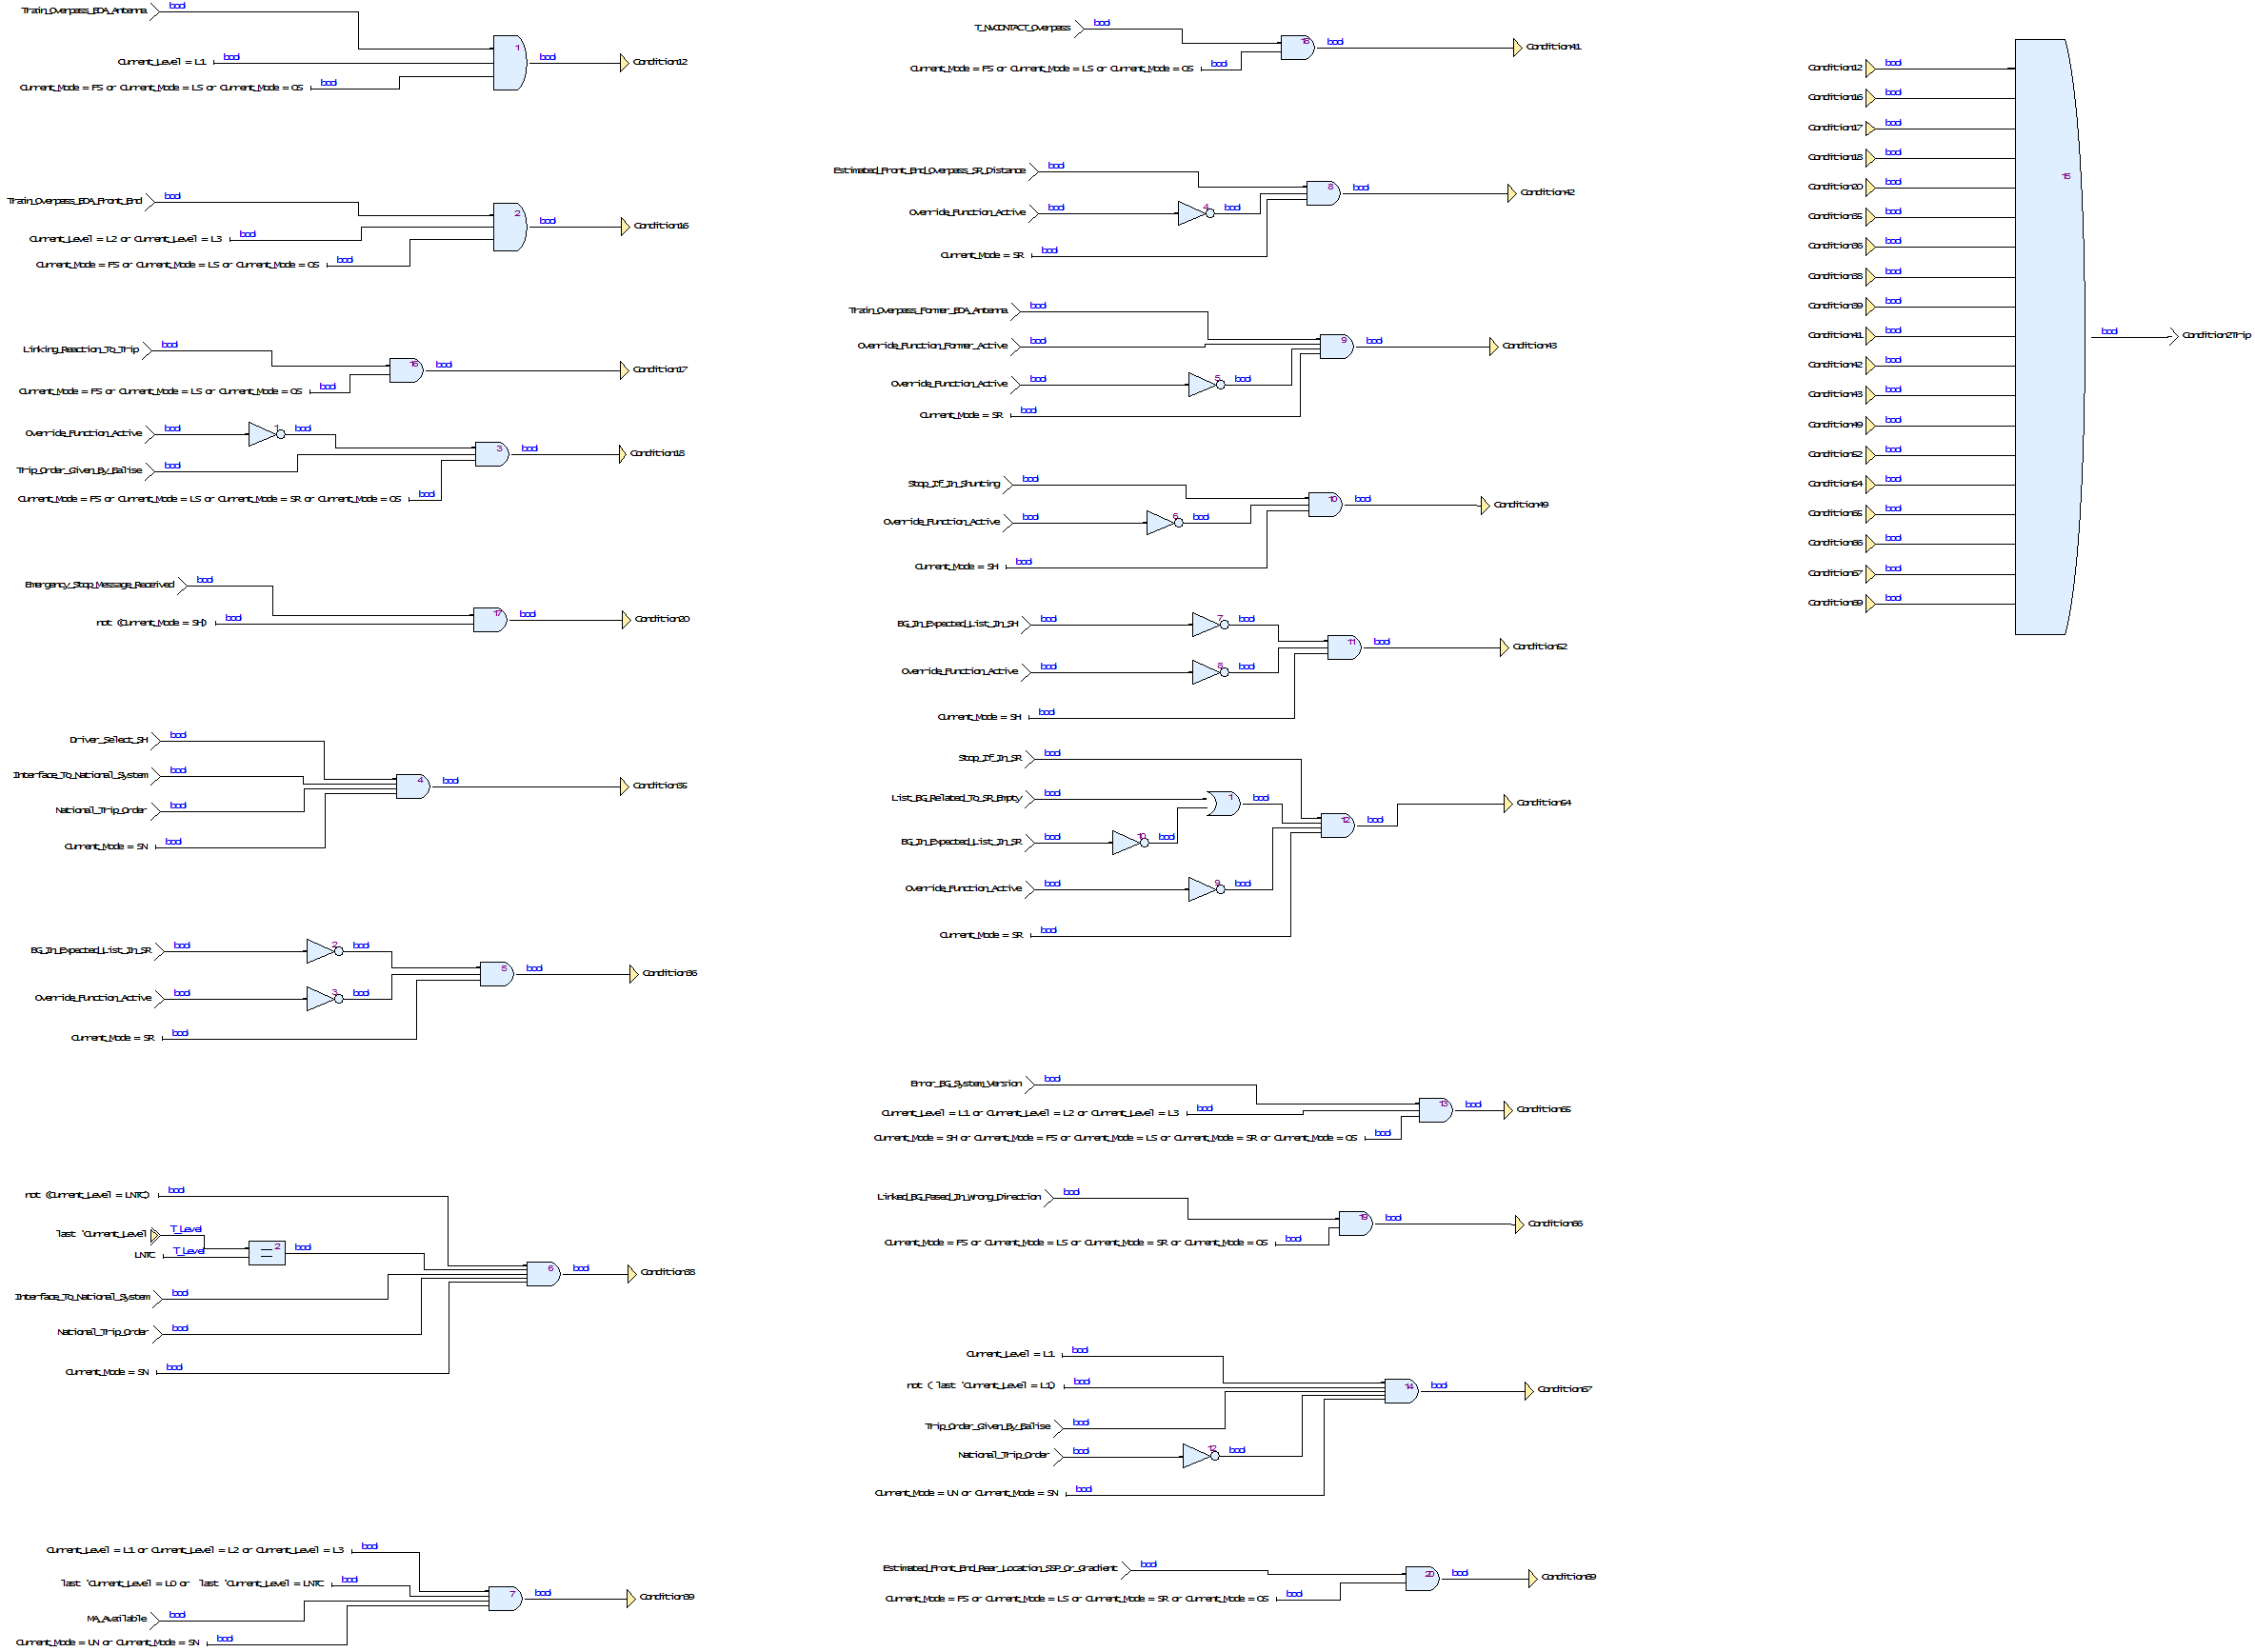 Train_Overpass_EOA_Antenna bool
Current_Level = L1 bool
Current_Mode = FS or Current_Mode = LS or Current_Mode = OS bool
1 bool Condition12
Train_Overpass_EOA_Front_End bool
Current_Level = L2 or Current_Level = L3 bool
Current_Mode = FS or Current_Mode = LS or Current_Mode = OS bool
2 bool Condition16
Linking_Reaction_To_Trip bool
Current_Mode = FS or Current_Mode = LS or Current_Mode = OS bool
16 bool Condition17
Override_Function_Active bool 1 bool
Trip_Order_Given_By_Balise bool
Current_Mode = FS or Current_Mode = LS or Current_Mode = SR or Current_Mode = OS bool
3 bool Condition18
Emergency_Stop_Message_Received bool
not (Current_Mode = SH) bool
17 bool Condition20
Driver_Select_SH bool
Interface_To_National_System bool
National_Trip_Order bool
Current_Mode = SN bool
4 bool Condition35
BG_In_Expected_List_In_SR bool 2 bool
Override_Function_Active bool 3 bool
Current_Mode = SR bool
5 bool Condition36
not (Current_Level = LNTC) bool
last 'Current_Level T_Level
LNTC T_Level
2 bool
Interface_To_National_System bool
National_Trip_Order bool
Current_Mode = SN bool
6 bool Condition38
Current_Level = L1 or Current_Level = L2 or Current_Level = L3 bool
last 'Current_Level = L0 or last 'Current_Level = LNTC bool
MA_Available bool
Current_Mode = UN or Current_Mode = SN bool
7 bool Condition39
T_NVCONTACT_Overpass bool
Current_Mode = FS or Current_Mode = LS or Current_Mode = OS bool
18 bool Condition41
Estimated_Front_End_Overpass_SR_Distance bool
Override_Function_Active bool 4 bool
Current_Mode = SR bool
8 bool Condition42
Train_Overpass_Former_EOA_Antenna bool
Override_Function_Former_Active bool
Override_Function_Active bool 5 bool
Current_Mode = SR bool
9 bool Condition43
Stop_If_In_Shunting bool
Override_Function_Active bool 6 bool
Current_Mode = SH bool
10 bool Condition49
BG_In_Expected_List_In_SH bool 7 bool
Override_Function_Active bool 8 bool
Current_Mode = SH bool
11 bool Condition52
Stop_If_In_SR bool
List_BG_Related_To_SR_Empty bool 1 bool
BG_In_Expected_List_In_SR bool 10 bool
Override_Function_Active bool 9 bool
Current_Mode = SR bool
12 bool Condition54
Error_BG_System_Version bool
Current_Level = L1 or Current_Level = L2 or Current_Level = L3 bool
Current_Mode = SH or Current_Mode = FS or Current_Mode = LS or Current_Mode = SR or Current_Mode = OS bool
13 bool Condition65
Linked_BG_Pased_In_Wrong_Direction bool
Current_Mode = FS or Current_Mode = LS or Current_Mode = SR or Current_Mode = OS bool
19 bool Condition66
Current_Level = L1 bool
not ( last 'Current_Level = L1) bool
Trip_Order_Given_By_Balise bool
National_Trip_Order bool 12 bool
Current_Mode = UN or Current_Mode = SN bool
14 bool Condition67
Estimated_Front_End_Rear_Location_SSP_Or_Gradient bool
Current_Mode = FS or Current_Mode = LS or Current_Mode = SR or Current_Mode = OS bool
20 bool Condition69
Condition12 bool
Condition16 bool
Condition17 bool
Condition18 bool
Condition20 bool
Condition35 bool
Condition36 bool
Condition38 bool
Condition39 bool
Condition41 bool
Condition42 bool
Condition43 bool
Condition49 bool
Condition52 bool
Condition54 bool
Condition65 bool
Condition66 bool
Condition67 bool
Condition69 bool
15 bool Condition2Trip